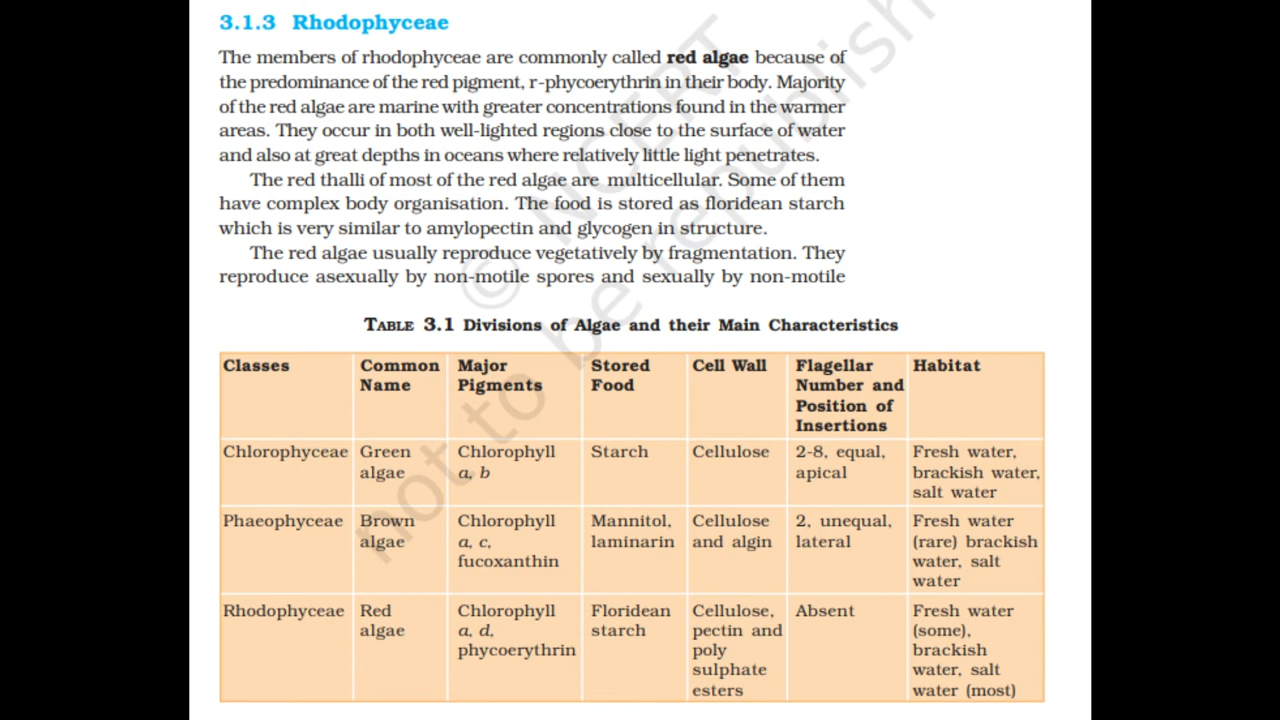 3.1.3 Rhodophyceae
The members of rhodophyceae are commonly called red algae because of
the predominance of the red pigment, r-phycoerythrin in their body. Majority
of the red algae are marine with greater concentrations found in the warmer
areas. They occur in both well-lighted regions close to the surface of water
and also at great depths in oceans where relatively little light penetrates.
The red thalli of most of the red algae are multicellular. Some of them
have complex body organisation. The food is stored as floridean starch
which is very similar to amylopectin and glycogen in structure.
The red algae usually reproduce vegetatively by fragmentation. They
reproduce asexually by non-motile spores and sexually by non-motile
TABLE 3.1 Divisions of Algae and their Main Characteristics
Classes
Common
Name
Major
Pigments
Stored
Food
Cell Wall
Flagellar
Number and
Position of
Insertions
Habitat
Chlorophyceae
Green
algae
Chlorophyll
a, b
Starch
Cellulose
2-8, equal,
apical
Fresh water,
brackish water,
salt water
Phaeophyceae
Brown
algae
Chlorophyll
a, c,
fucoxanthin
Mannitol,
laminarin
Cellulose
and algin
2, unequal,
lateral
Fresh water
(rare) brackish
water, salt
water
Rhodophyceae
Red
algae
Chlorophyll
a, d,
phycoerythrin
Floridean
starch
Cellulose,
pectin and
poly
sulphate
esters
Absent
Fresh water
(some),
brackish
water, salt
water (most)
© NCERT
not to be republish